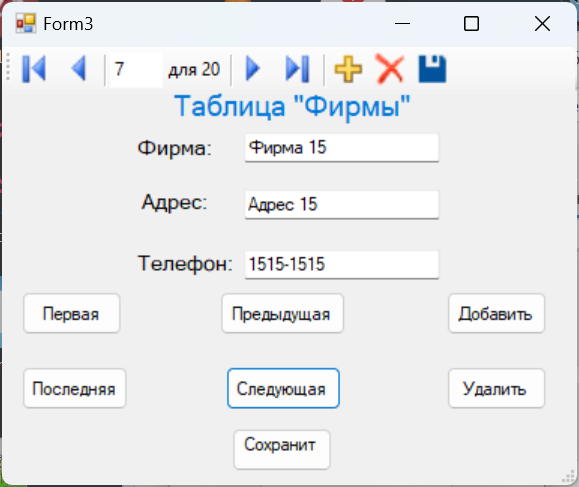 Form3
7 для 20
Таблица "Фирмы"
Фирма: Фирма 15
Адрес: Адрес 15
Телефон: 1515-1515
Первая Предыдущая Добавить
Последняя Следующая Удалить
Сохранит